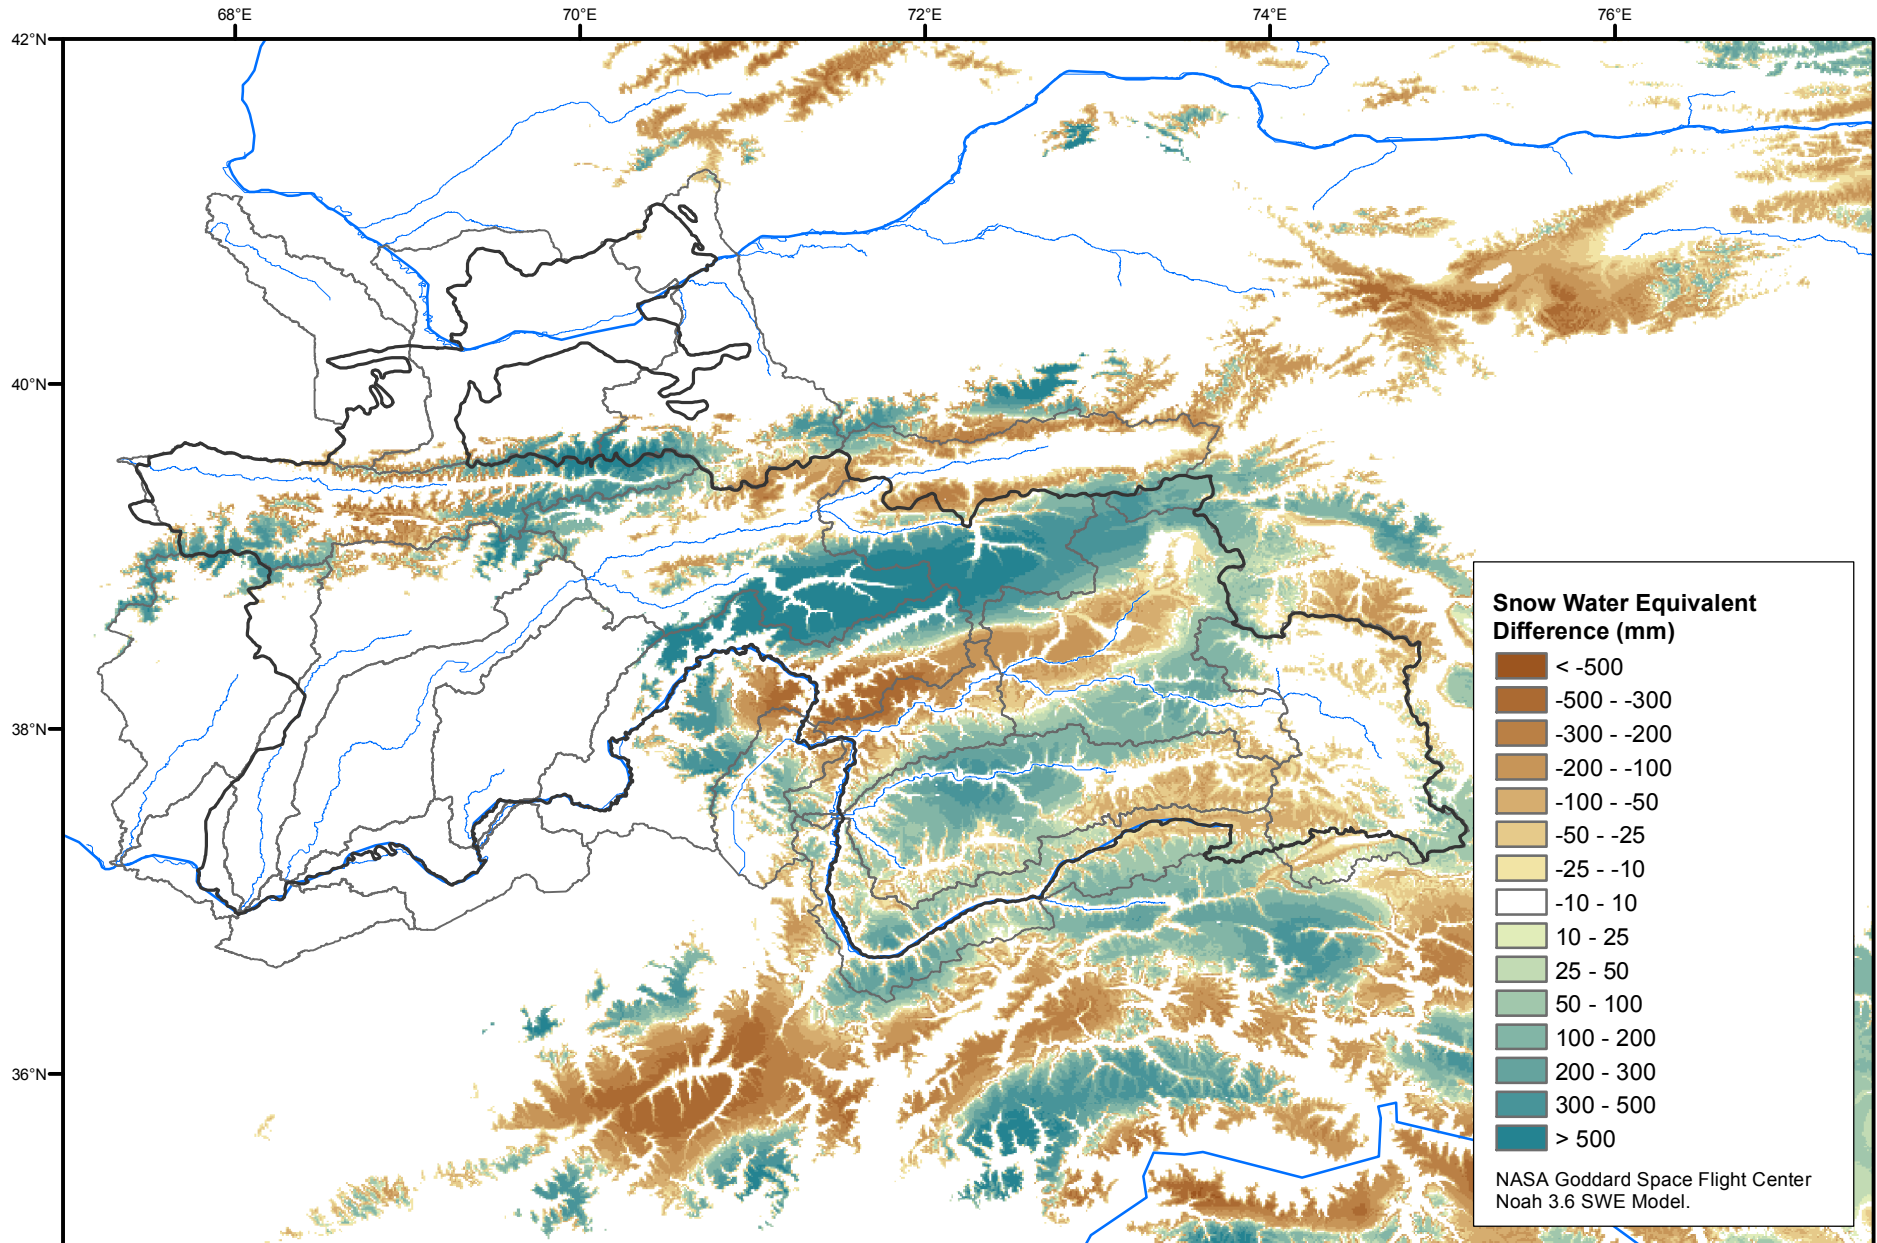 68°E
70°E
72°E
74°E
76°E
42°N
40°N
38°N
36°N
Snow Water Equivalent
Difference (mm)
< -500
-500 - -300
-300 - -200
-200 - -100
-100 - -50
-50 - -25
-25 - -10
-10 - 10
10 - 25
25 - 50
50 - 100
100 - 200
200 - 300
300 - 500
> 500
NASA Goddard Space Flight Center
Noah 3.6 SWE Model.